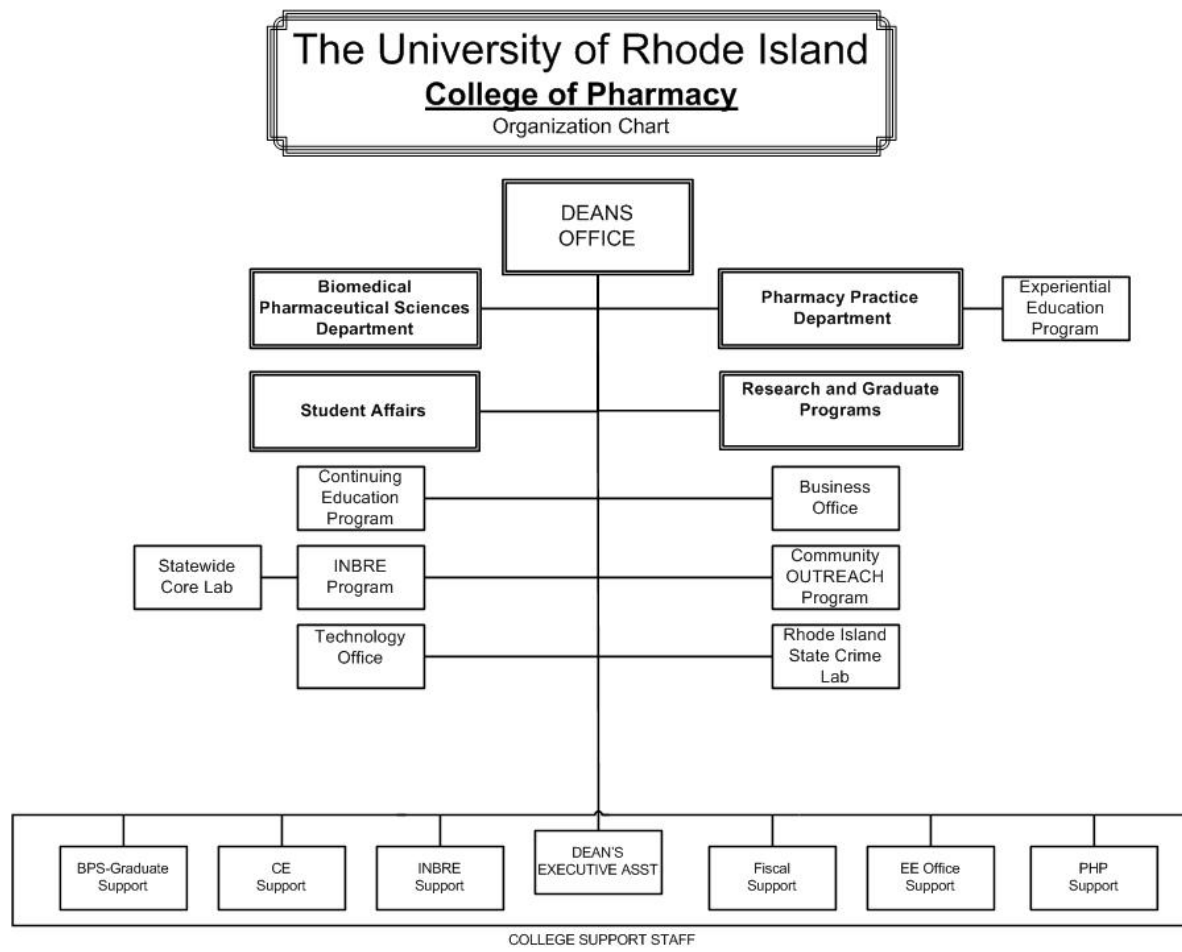 The University of Rhode Island
College of Pharmacy
Organization Chart
DEANS
OFFICE
Biomedical
Pharmaceutical Sciences
Department
Pharmacy Practice
Department
Experiential
Education
Program
Student Affairs
Research and Graduate
Programs
Continuing
Education
Program
Business
Office
Statewide
Core Lab
INBRE
Program
Community
OUTREACH
Program
Technology
Office
Rhode Island
State Crime
Lab
BPS-Graduate
Support
CE
Support
INBRE
Support
DEAN'S
EXECUTIVE ASST
Fiscal
Support
EE Office
Support
PHP
Support
COLLEGE SUPPORT STAFF